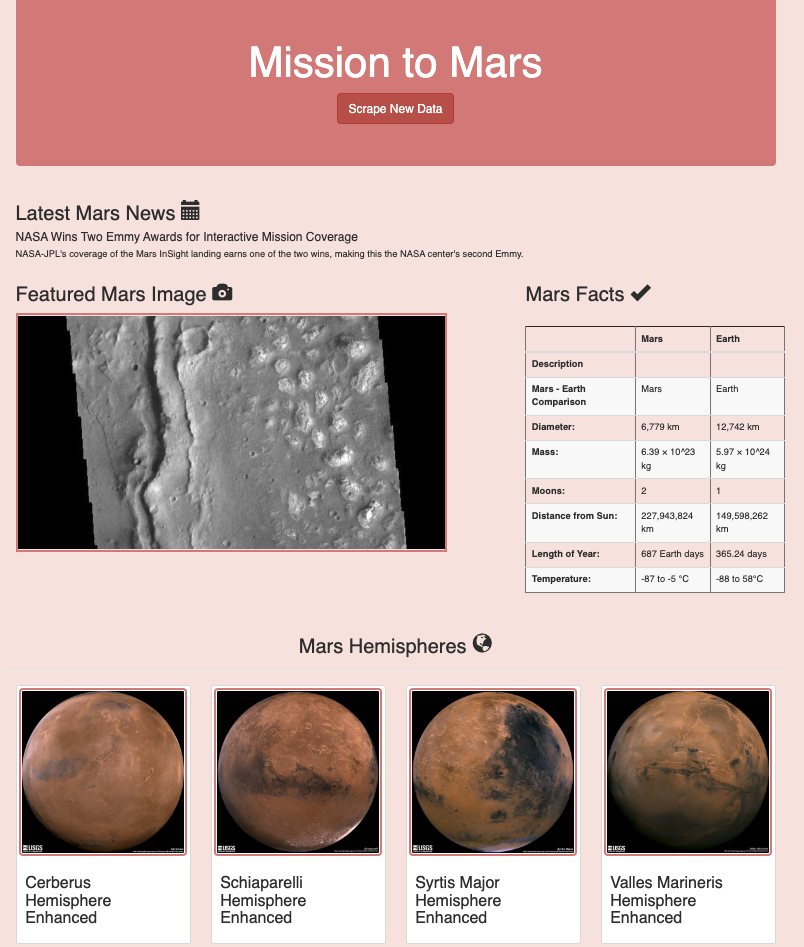 Mission to Mars
Scrape New Data
Latest Mars News
NASA Wins Two Emmy Awards for Interactive Mission Coverage
NASA-JPL's coverage of the Mars InSight landing earns one of the two wins, making this the NASA center's second Emmy.
Featured Mars Image
Mars Facts
Mars Earth
Description
Mars - Earth Mars Earth
Comparison
Diameter: 6,779 km 12,742 km
Mass: 6.39 × 10^23 5.97 × 10^24
kg kg
Moons: 2 1
Distance from Sun: 227,943,824 149,598,262
km km
Length of Year: 687 Earth days 365.24 days
Temperature: -87 to -5 °C -88 to 58°C
Mars Hemispheres
USGS
USGS
USGS
USGS
Cerberus
Hemisphere
Enhanced
Schiaparelli
Hemisphere
Enhanced
Syrtis Major
Hemisphere
Enhanced
Valles Marineris
Hemisphere
Enhanced